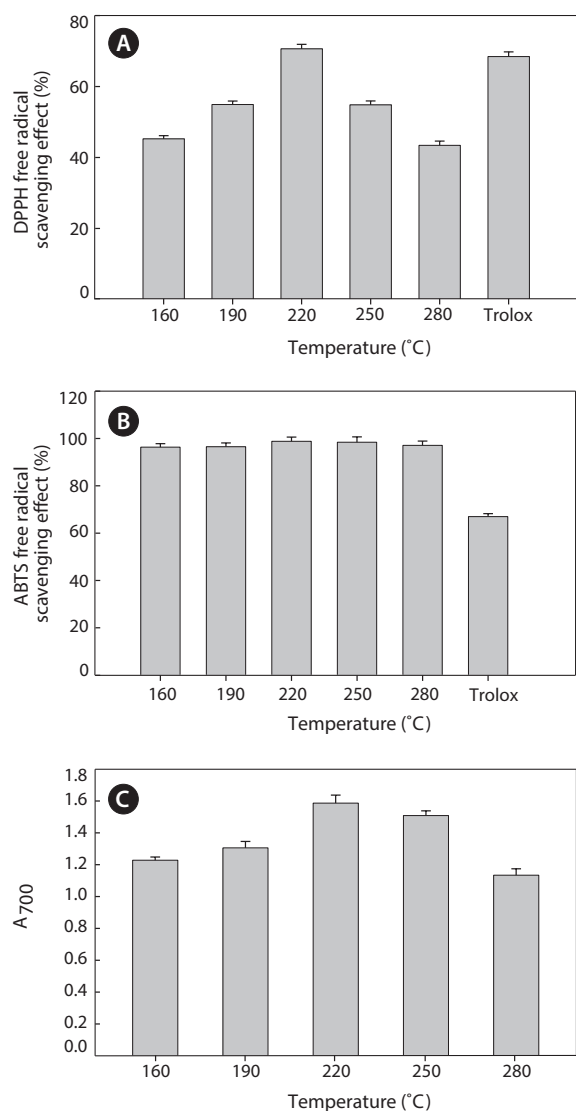 A
DPPH free radical
scavenging effect (%)
80
60
40
20
0
160 190 220 250 280 Trolox
Temperature (˚C)
B
ABTS free radical
scavenging effect (%)
120
100
80
60
40
20
0
160 190 220 250 280 Trolox
Temperature (˚C)
C
A700
1.8
1.6
1.4
1.2
1.0
0.8
0.6
0.4
0.2
0.0
160 190 220 250 280
Temperature (˚C)